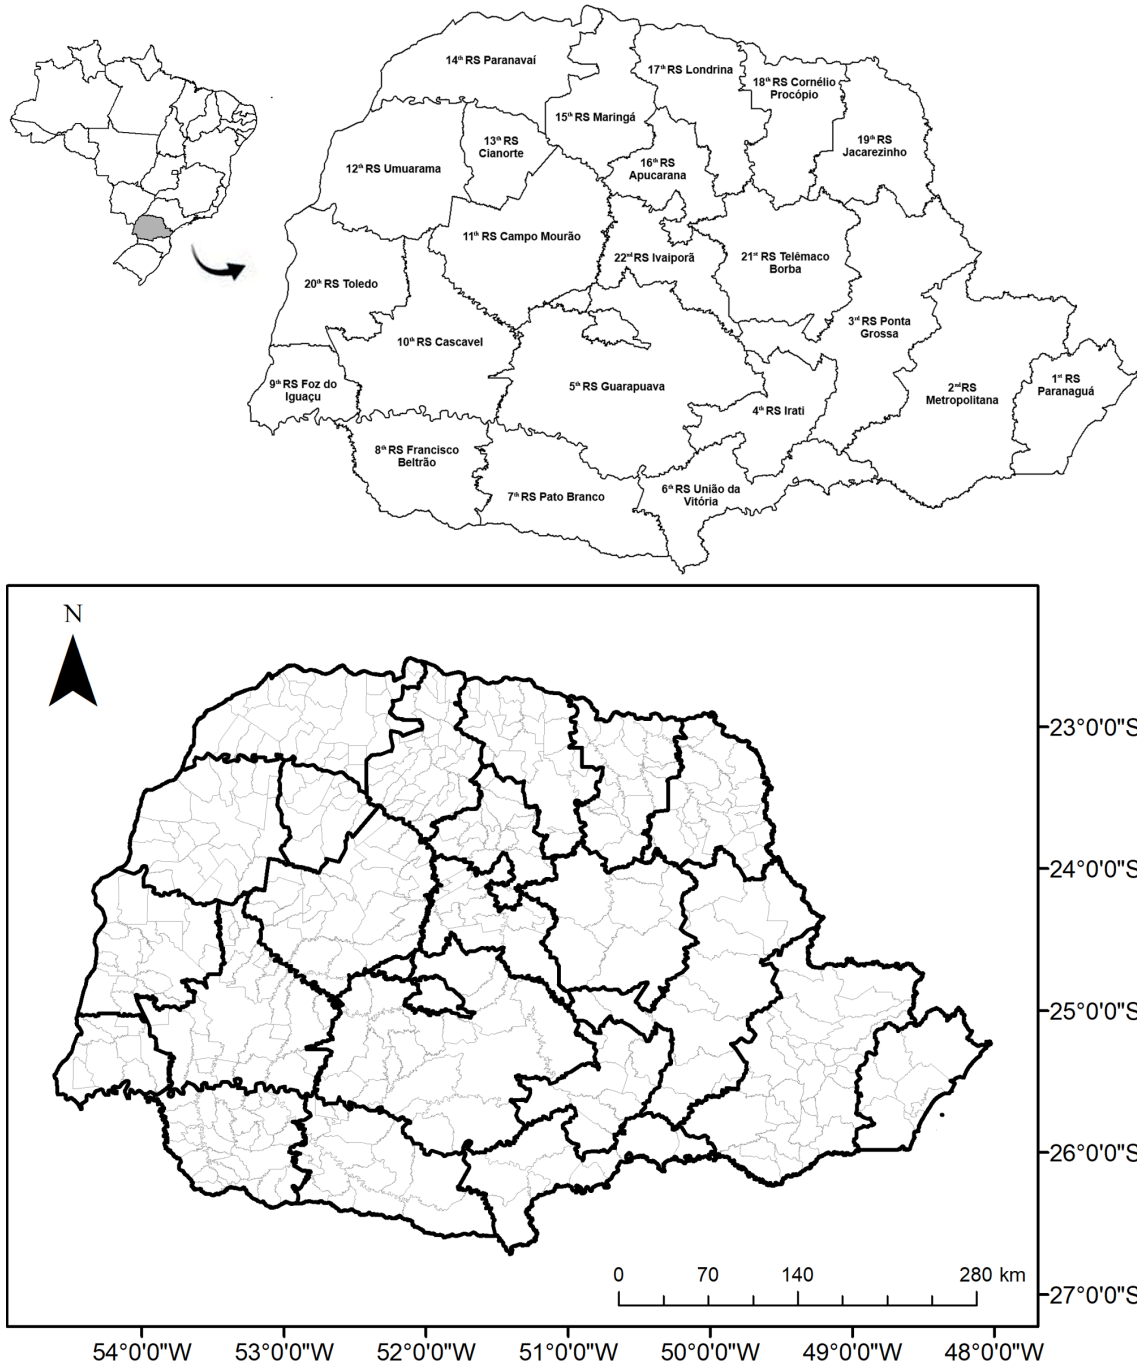 14th RS Paranavaí
17th RS Londrina
18th RS Cornélio
Procópio
15th RS Maringá
13th RS
Cianorte
19th RS
Jacarezinho
12th RS Umuarama
16th RS
Apucarana
11th RS Campo Mourão
22nd RS Ivaiporã
21st RS Telêmaco
Borba
20th RS Toledo
3rd RS Ponta
Grossa
10th RS Cascavel
9th RS Foz do
Iguaçu
5th RS Guarapuava
4th RS Irati
2nd RS
Metropolitana
1st RS
Paranaguá
8th RS Francisco
Beltrão
7th RS Pato Branco
6th RS União da
Vitória
N
23°0'0"S
24°0'0"S
25°0'0"S
26°0'0"S
27°0'0"S
0 70 140 280 km
54°0'0"W 53°0'0"W 52°0'0"W 51°0'0"W 50°0'0"W 49°0'0"W 48°0'0"W